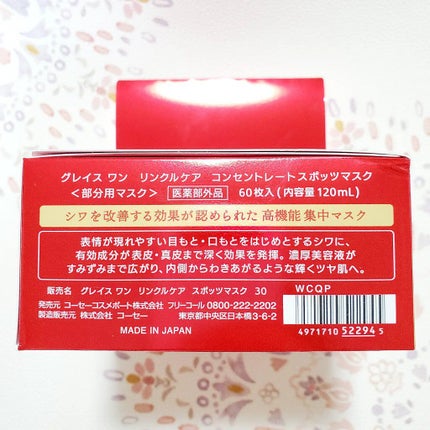 グレイス ワン リンクルケア コンセントレートスポッツマスク
<部分用マスク> 医薬部外品 60枚入(内容量120mL)
シワを改善する効果が認められた 高機能集中マスク
表情が現れやすい目もと・口もとをはじめとするシワに、
有効成分が表皮・真皮まで深く効果を発揮。濃厚美容液が
すみずみまで広がり、内側からわきあがるような輝くツヤ肌へ。
販売名 グレイス ワン リンクルケア スポッツマスク 30
発売元 コーセーコスメポート株式会社 フリーコール 0800-222-2202
製造販売元 株式会社 コーセー 東京都中央区日本橋3-6-2
MADE IN JAPAN
WCQP
4971710 52294 5